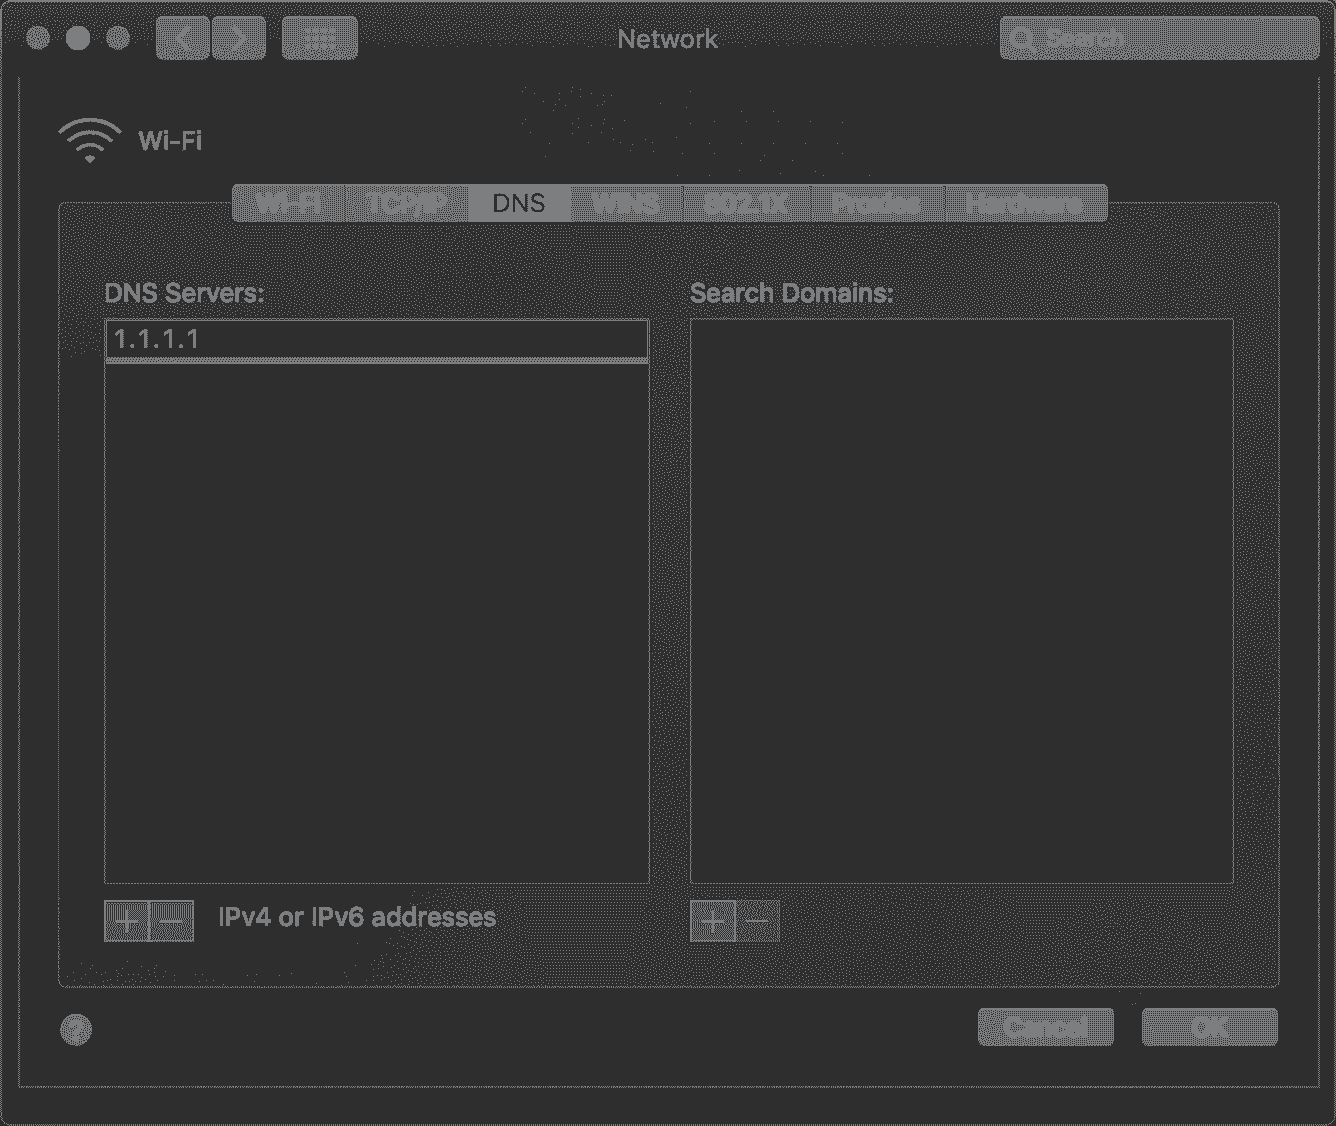 Network
Search
Wi-Fi
Wi-Fi TCP/IP DNS WINS 802.1X Proxies Hardware
DNS Servers:
Search Domains:
1.1.1.1
+ − IPv4 or IPv6 addresses
+ −
?
Cancel
OK